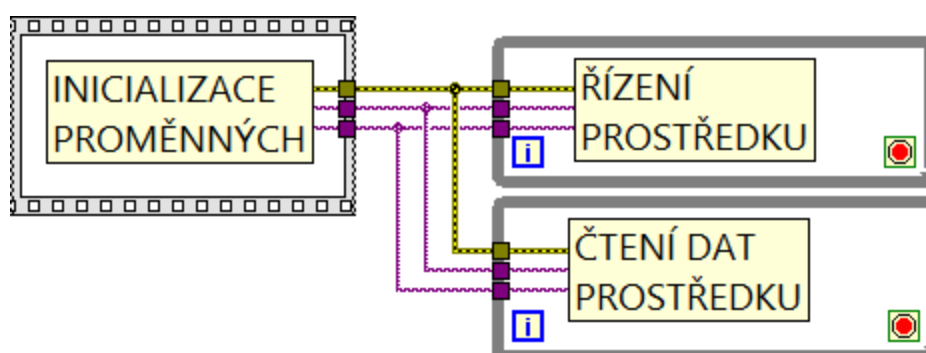 INICIALIZACE
PROMĚNNÝCH
ŘÍZENÍ
PROSTŘEDKU
i
ČTENÍ DAT
PROSTŘEDKU
i